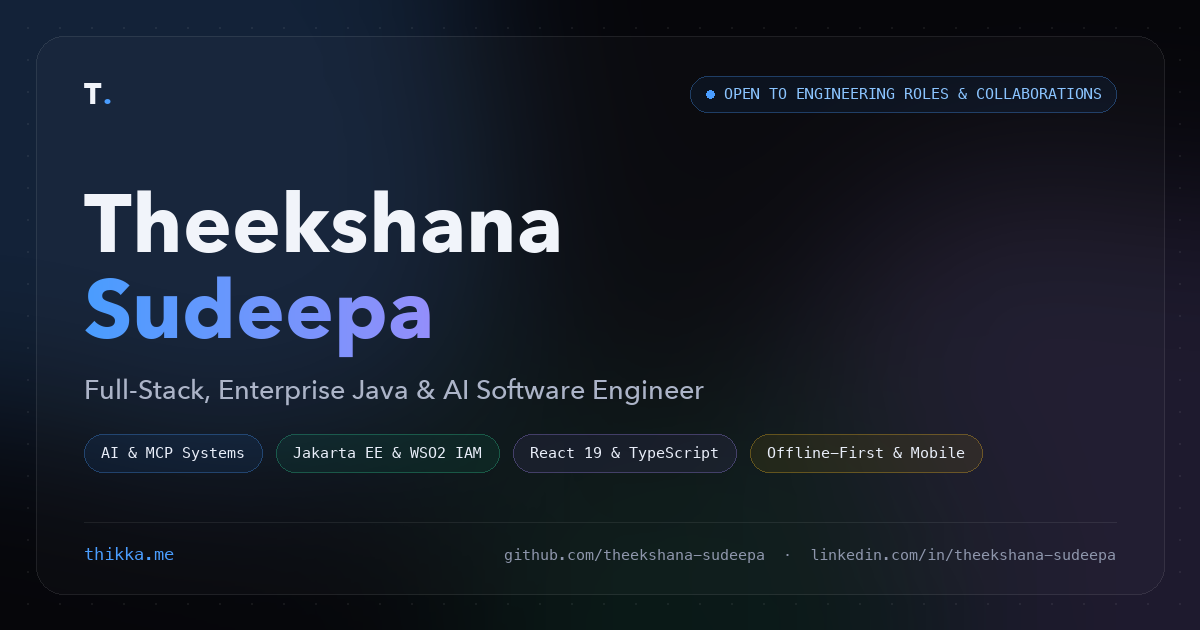 T.
OPEN TO ENGINEERING ROLES & COLLABORATIONS
Theekshana
Sudeepa
Full-Stack, Enterprise Java & AI Software Engineer
AI & MCP Systems
Jakarta EE & WSO2 IAM
React 19 & TypeScript
Offline–First & Mobile
thikka.me
github.com/theekshana–sudeepa · linkedin.com/in/theekshana–sudeepa